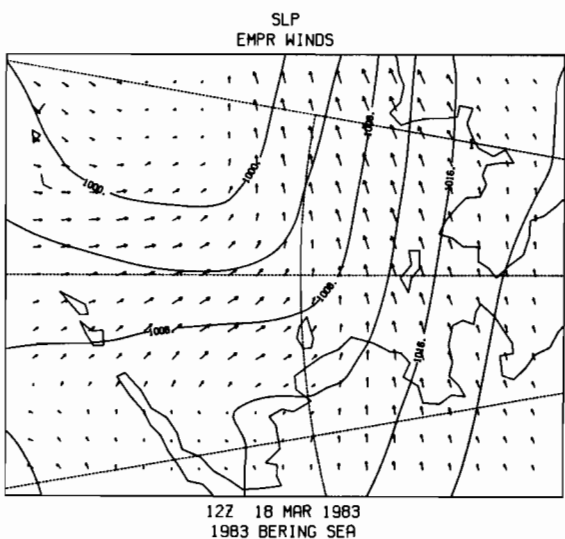 SLP
EMPR WINDS
1008.
1000.
1000.
1016.
1008.
1008.
1016.
12Z 18 MAR 1983
1983 BERING SEA